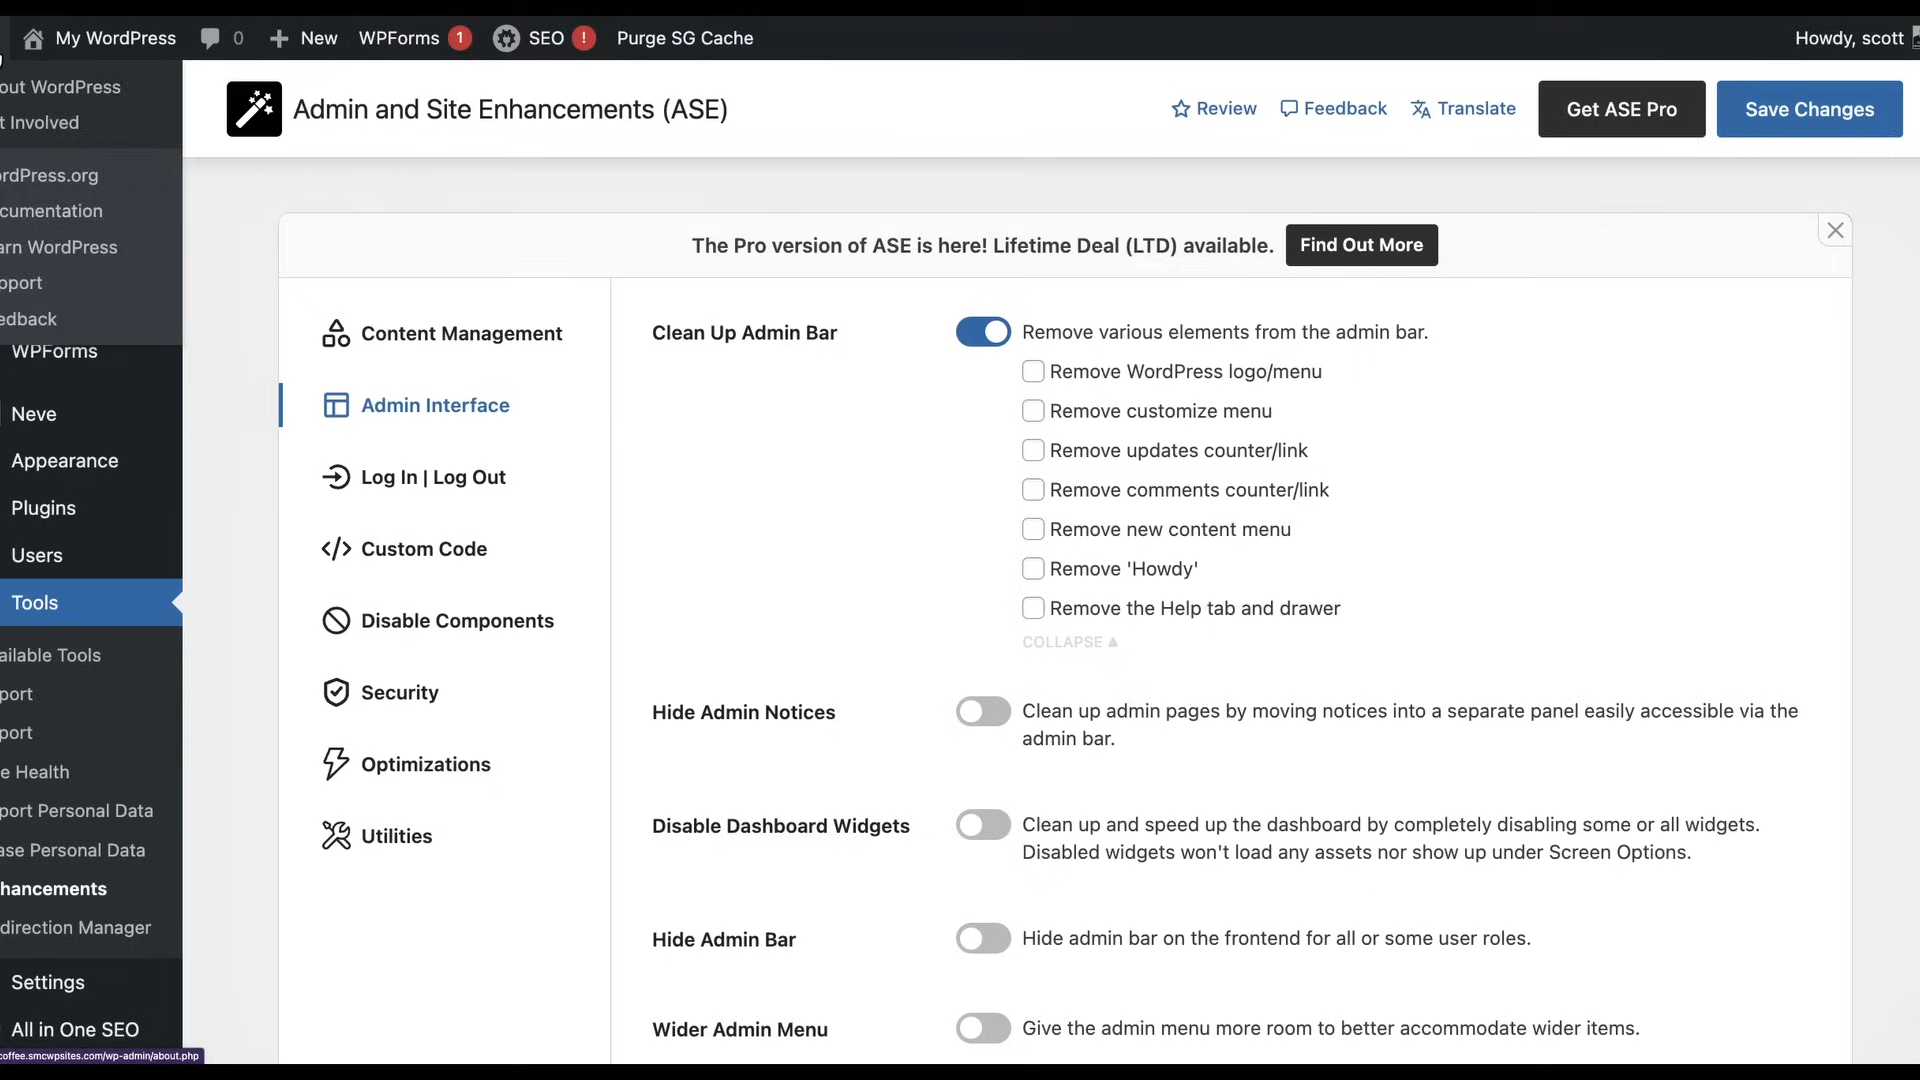 My WordPress 0 New WPForms 1 SEO ! Purge SG Cache Howdy, scott
out WordPress
t Involved
rdPress.org
cumentation
arn WordPress
pport
edback
WPForms
Neve
Appearance
Plugins
Users
Tools
ailable Tools
port
port
e Health
port Personal Data
ase Personal Data
hancements
direction Manager
Settings
All in One SEO
coffee.smcwpsites.com/wp-admin/about.php
Admin and Site Enhancements (ASE)
Review Feedback Translate Get ASE Pro Save Changes
The Pro version of ASE is here! Lifetime Deal (LTD) available. Find Out More
Content Management
Admin Interface
Log In | Log Out
Custom Code
Disable Components
Security
Optimizations
Utilities
Clean Up Admin Bar Remove various elements from the admin bar.
Remove WordPress logo/menu
Remove customize menu
Remove updates counter/link
Remove comments counter/link
Remove new content menu
Remove 'Howdy'
Remove the Help tab and drawer
COLLAPSE ▲
Hide Admin Notices Clean up admin pages by moving notices into a separate panel easily accessible via the
admin bar.
Disable Dashboard Widgets Clean up and speed up the dashboard by completely disabling some or all widgets.
Disabled widgets won't load any assets nor show up under Screen Options.
Hide Admin Bar Hide admin bar on the frontend for all or some user roles.
Wider Admin Menu Give the admin menu more room to better accommodate wider items.